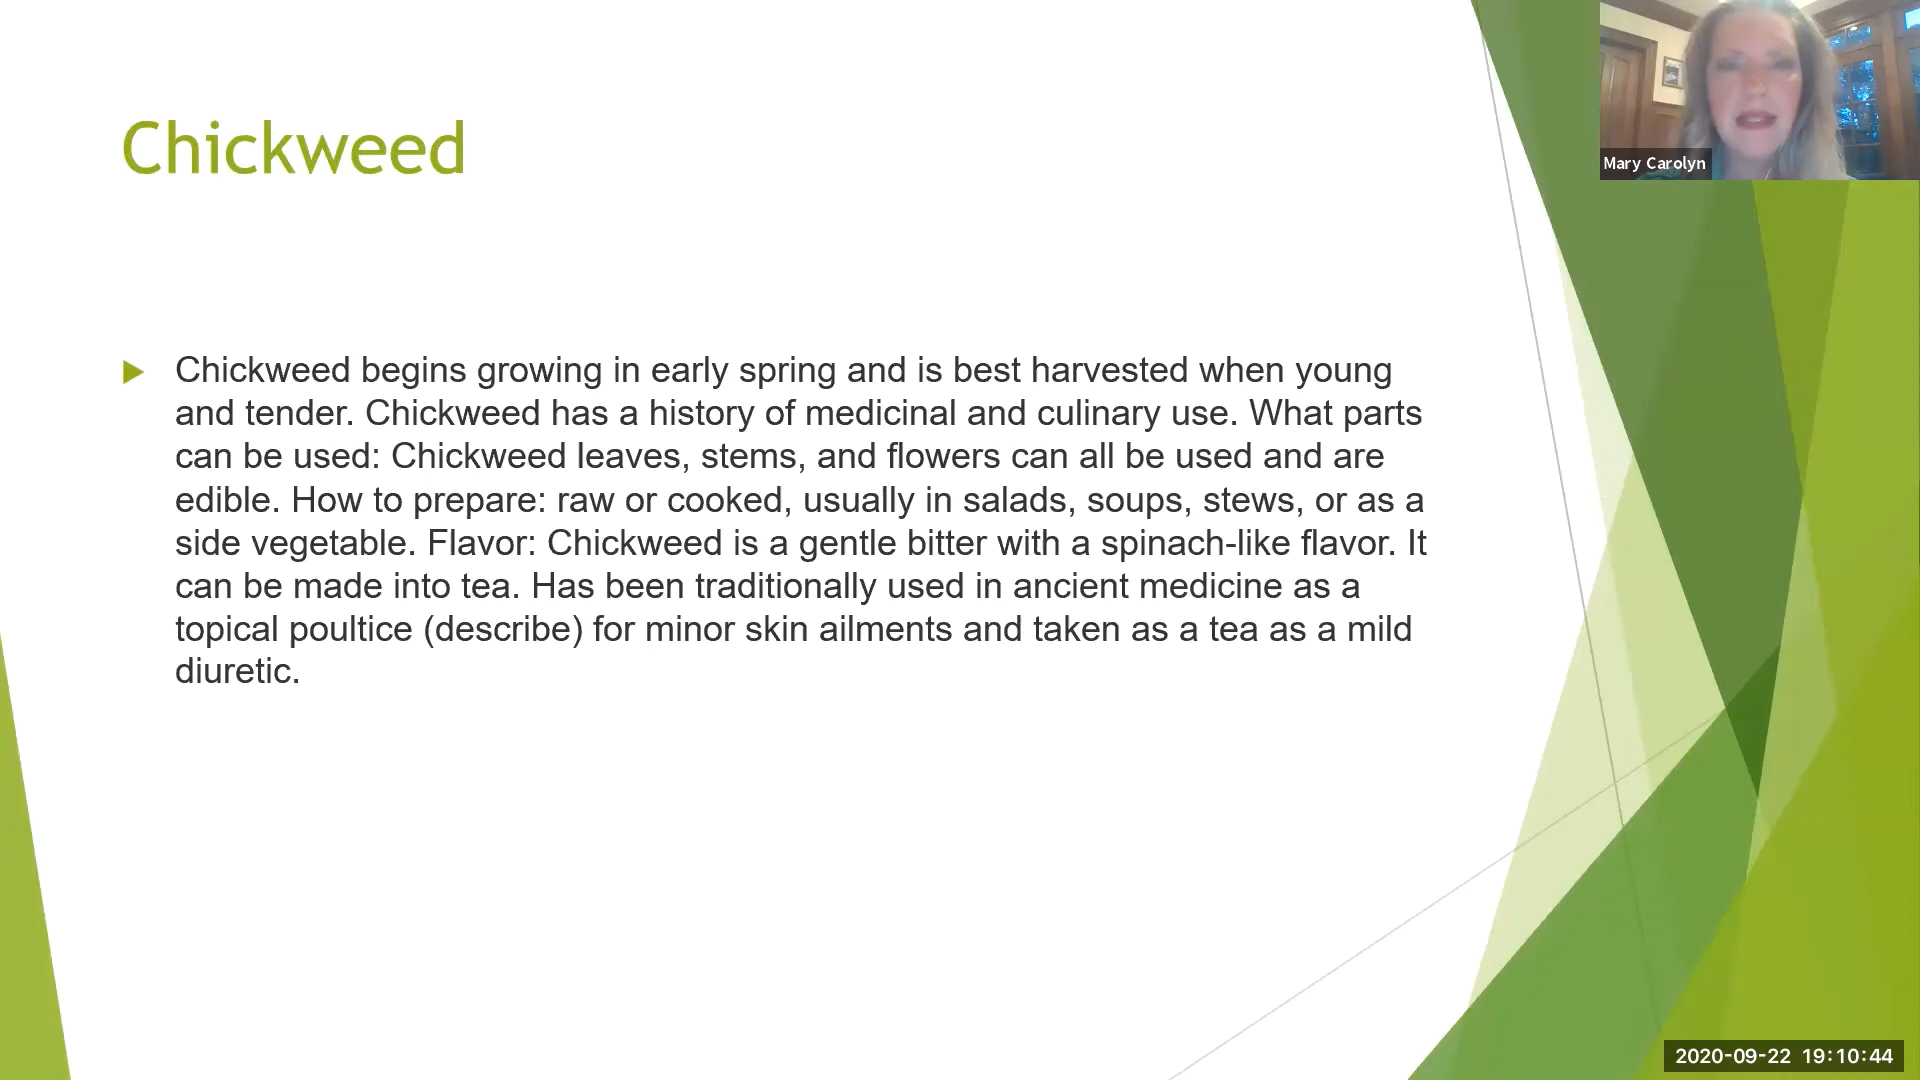 Chickweed
Mary Carolyn
Chickweed begins growing in early spring and is best harvested when young
and tender. Chickweed has a history of medicinal and culinary use. What parts
can be used: Chickweed leaves, stems, and flowers can all be used and are
edible. How to prepare: raw or cooked, usually in salads, soups, stews, or as a
side vegetable. Flavor: Chickweed is a gentle bitter with a spinach-like flavor. It
can be made into tea. Has been traditionally used in ancient medicine as a
topical poultice (describe) for minor skin ailments and taken as a tea as a mild
diuretic.
2020-09-22 19:10:44